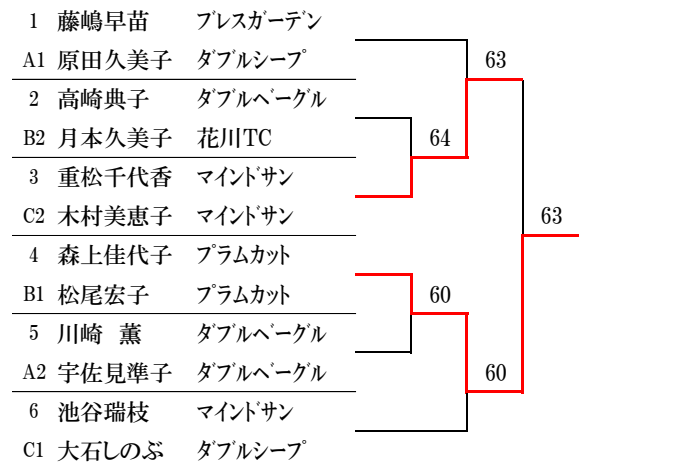 1 藤嶋早苗 ブレスガーデン
A1 原田久美子 ダブルシープ
63
2 高崎典子 ダブルベーグル
B2 月本久美子 花川TC
64
3 重松千代香 マインドサン
C2 木村美恵子 マインドサン
63
4 森上佳代子 プラムカット
B1 松尾宏子 プラムカット
60
5 川崎 薫 ダブルベーグル
A2 宇佐見準子 ダブルベーグル
60
6 池谷瑞枝 マインドサン
C1 大石しのぶ ダブルシープ